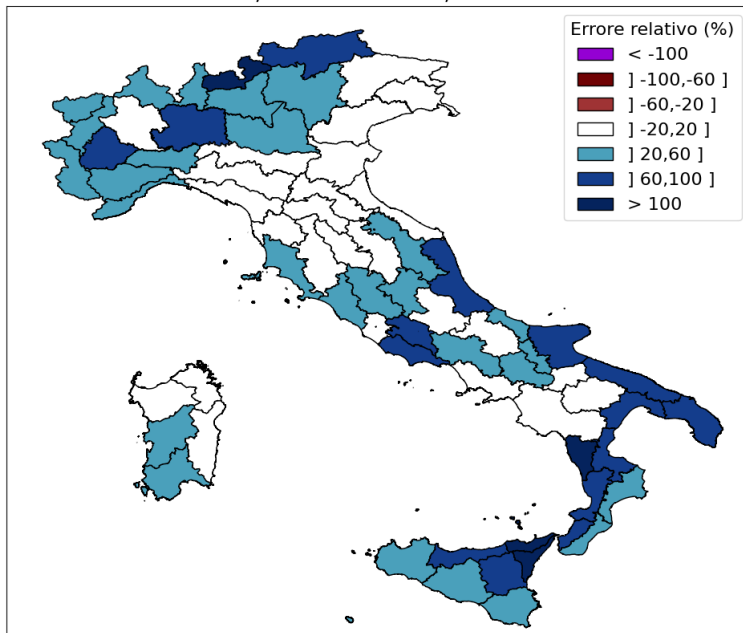 Errore relativo (%)
< -100
] -100,-60 ]
] -60,-20 ]
] -20,20 ]
] 20,60 ]
] 60,100 ]
> 100